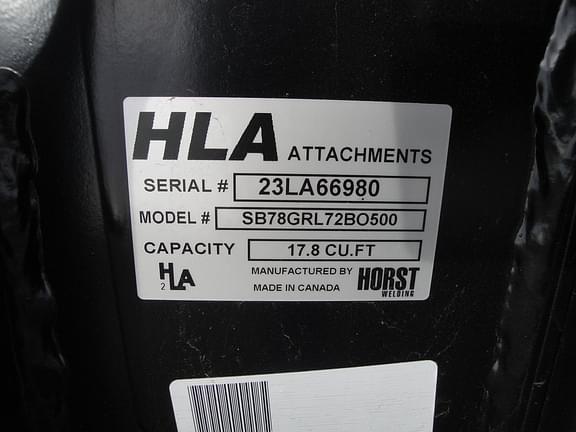 HLA ATTACHMENTS
SERIAL # 23LA66980
MODEL # SB78GRL72BO500
CAPACITY 17.8 CU.FT
HLA
2
MANUFACTURED BY HORST
WELDING
MADE IN CANADA